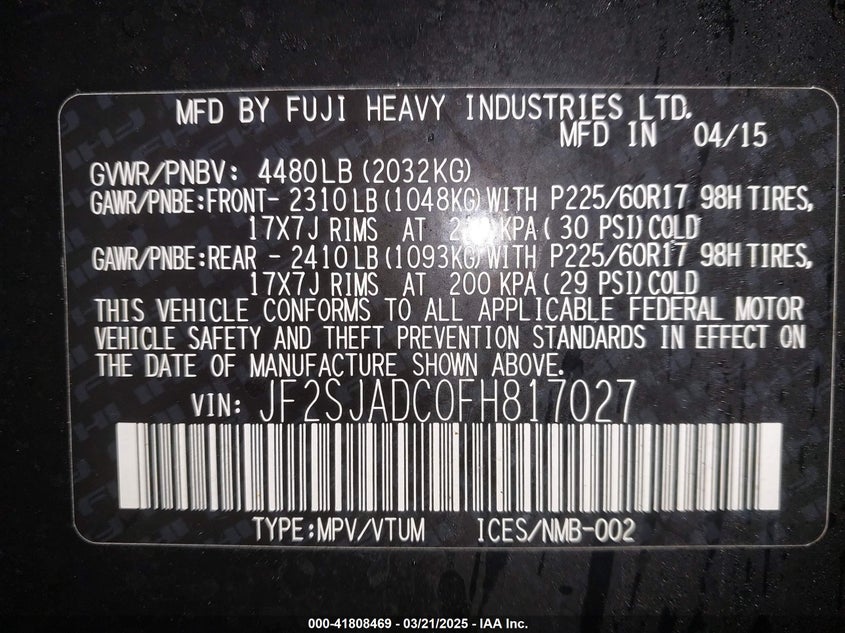 MFD BY FUJI HEAVY INDUSTRIES LTD.
MFD IN 04/15
GVWR/PNBV: 4480LB (2032KG)
GAWR/PNBE:FRONT- 2310LB (1048KG) WITH P225/60R17 98H TIRES,
17X7J RIMS AT KPA ( 30 PSI) COLD
GAWR/PNBE:REAR - 2410LB (1093KG) WITH P225/60R17 98H TIRES,
17X7J RIMS AT 200 KPA ( 29 PSI) COLD
THIS VEHICLE CONFORMS TO ALL APPLICABLE FEDERAL MOTOR
VEHICLE SAFETY AND THEFT PREVENTION STANDARDS IN EFFECT ON
THE DATE OF MANUFACTURE SHOWN ABOVE.
VIN: JF2SJADC0FH817027
TYPE:MPV/VTUM ICES/NMB-002
000-41808469 - 03/21/2025 - IAA Inc.